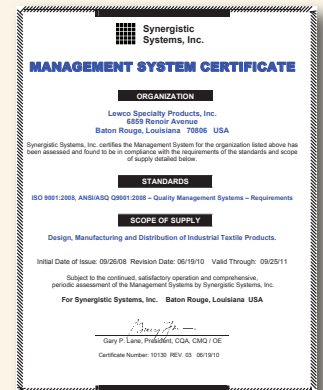 Synergistic
Systems, Inc.
MANAGEMENT SYSTEM CERTIFICATE
ORGANIZATION
Lewco Specialty Products, Inc.
6859 Renoir Avenue
Baton Rouge, Louisiana 70806 USA
Synergistic Systems, Inc. certifies the Management System for the organization listed above has
been assessed and found to be in compliance with the requirements of the standards and scope
of supply detailed below.
STANDARDS
ISO 9001:2008, ANSI/ASQ Q9001:2008 – Quality Management Systems – Requirements
SCOPE OF SUPPLY
Design, Manufacturing and Distribution of Industrial Textile Products.
Initial Date of Issue: 09/26/08 Revision Date: 06/19/10 Valid Through: 09/25/11
Subject to the continued, satisfactory operation and comprehensive,
periodic assessment of the Management Systems by Synergistic Systems, Inc.
For Synergistic Systems, Inc. Baton Rouge, Louisiana USA
Gary P. Lane, President, CQA, CMQ / OE
Certificate Number: 10130 REV. 03 06/19/10